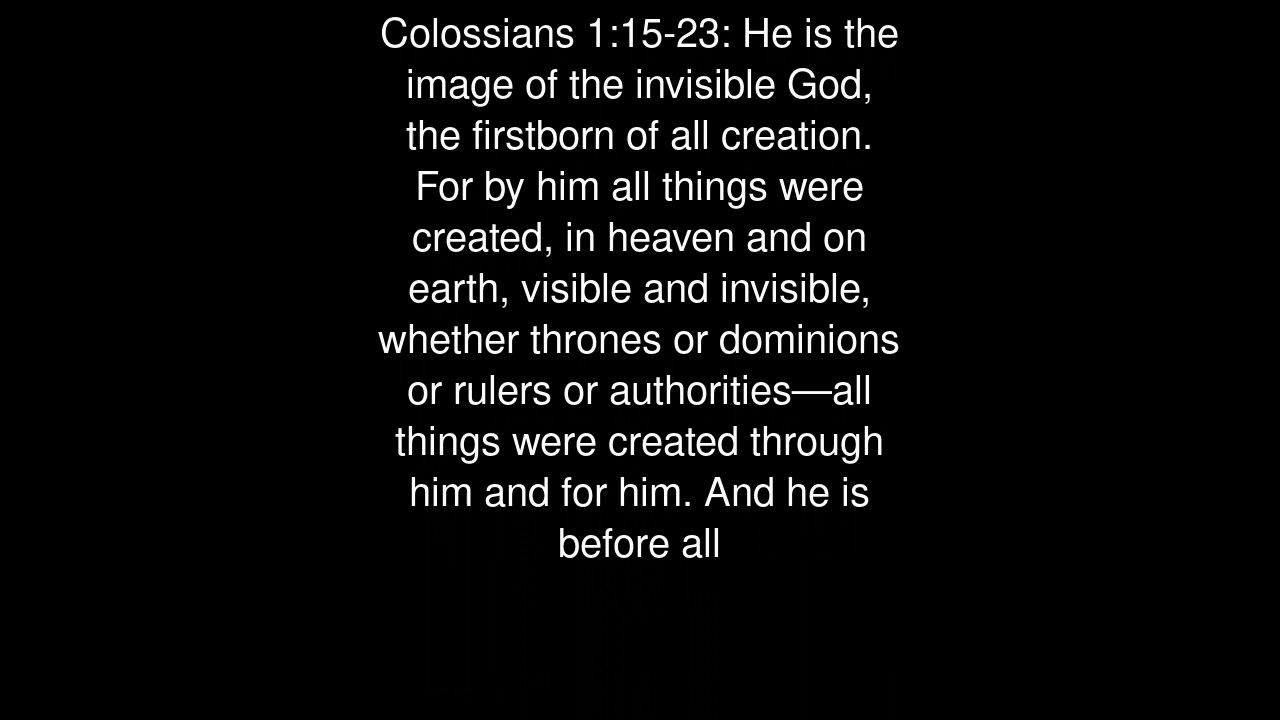 Colossians 1:15-23: He is the
image of the invisible God,
the firstborn of all creation.
For by him all things were
created, in heaven and on
earth, visible and invisible,
whether thrones or dominions
or rulers or authorities—all
things were created through
him and for him. And he is
before all